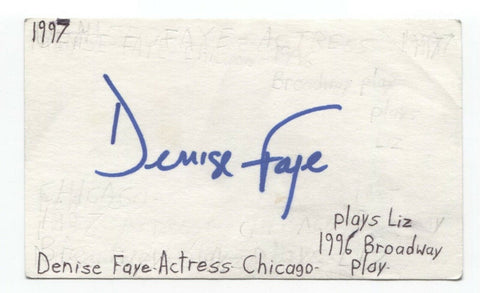 1997
Denise Faye
plays Liz
1996 Broadway
Denise Faye-Actress-Chicago- play-